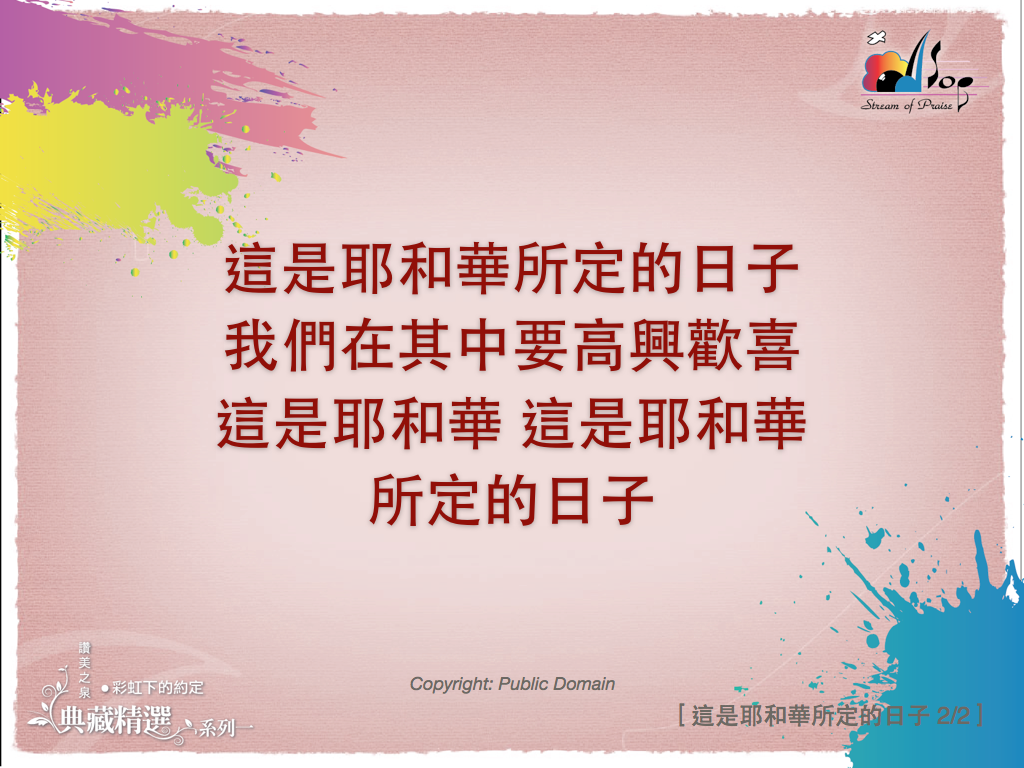 Sop
Stream of Praise
這是耶和華所定的日子
我們在其中要高興歡喜
這是耶和華 這是耶和華
所定的日子
讚美之泉
•彩虹下的約定
典藏精選 系列一
Copyright: Public Domain
[ 這是耶和華所定的日子 2/2 ]